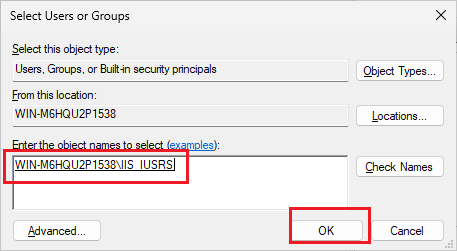 Select Users or Groups
Select this object type:
Users, Groups, or Built-in security principals
Object Types...
From this location:
WIN-M6HQU2P1538
Locations...
Enter the object names to select (examples):
WIN-M6HQU2P1538\IIS_IUSRS
Check Names
Advanced...
OK
Cancel